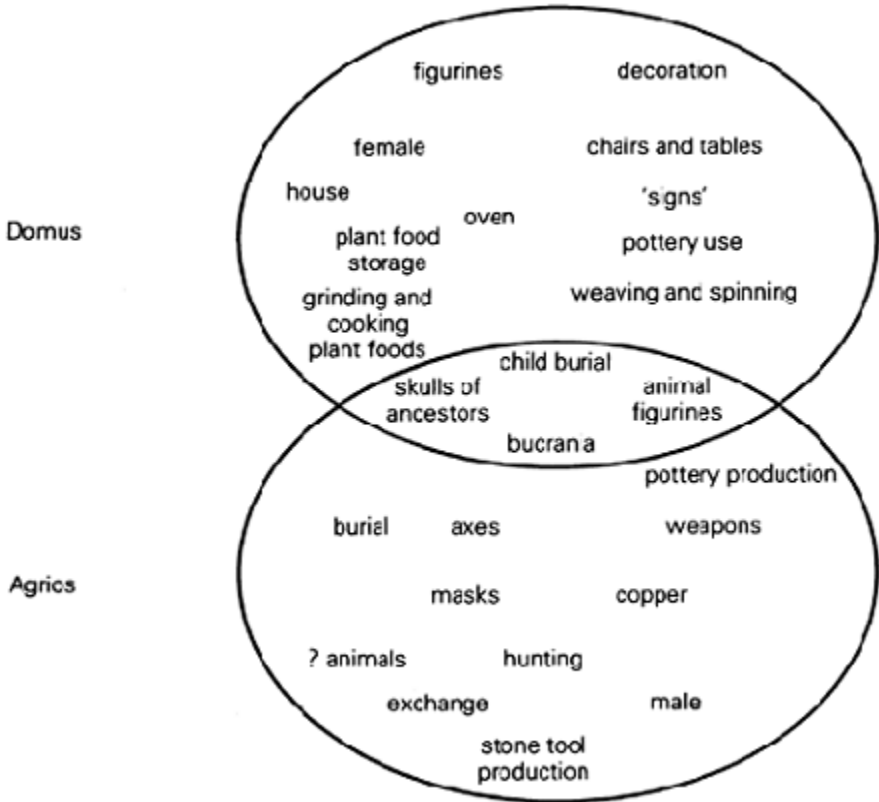 figurines
decoration
female
chairs and tables
house
'signs'
oven
Domus
plant food
storage
pottery use
grinding and
cooking
plant foods
weaving and spinning
child burial
skulls of
ancestors
animal
figurines
bucrania
pottery production
burial
axes
weapons
Agrios
masks
copper
? animals
hunting
exchange
male
stone tool
production